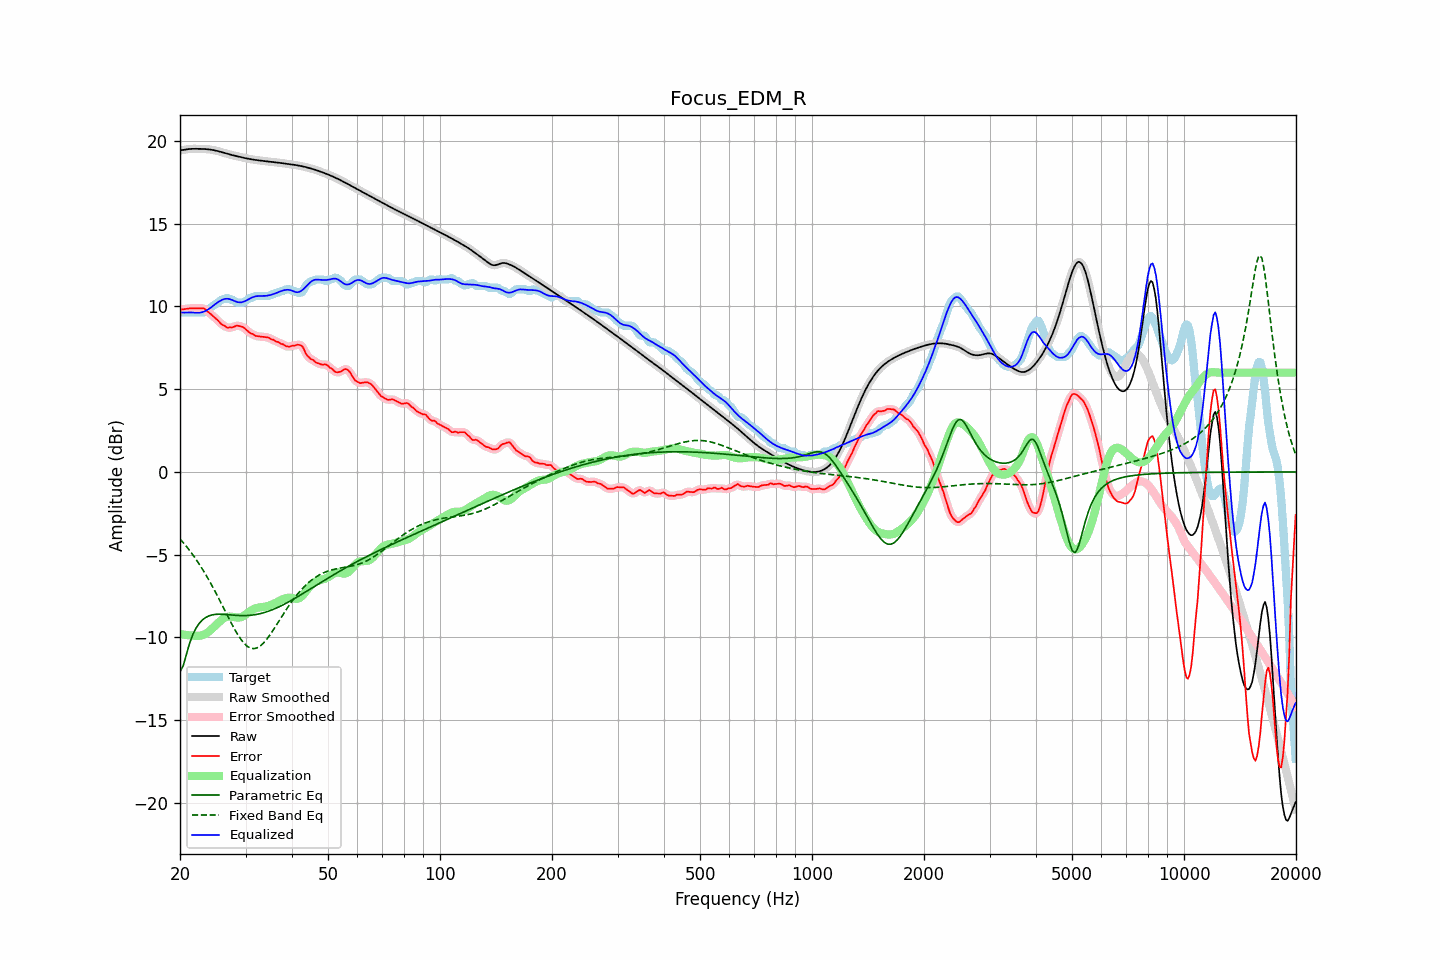 Focus_EDM_R
20
15
10
5
0
−5
−10
−15
−20
Amplitude (dBr)
Target
Raw Smoothed
Error Smoothed
Raw
Error
Equalization
Parametric Eq
Fixed Band Eq
Equalized
20 50 100 200 500 1000 2000 5000 10000 20000
Frequency (Hz)